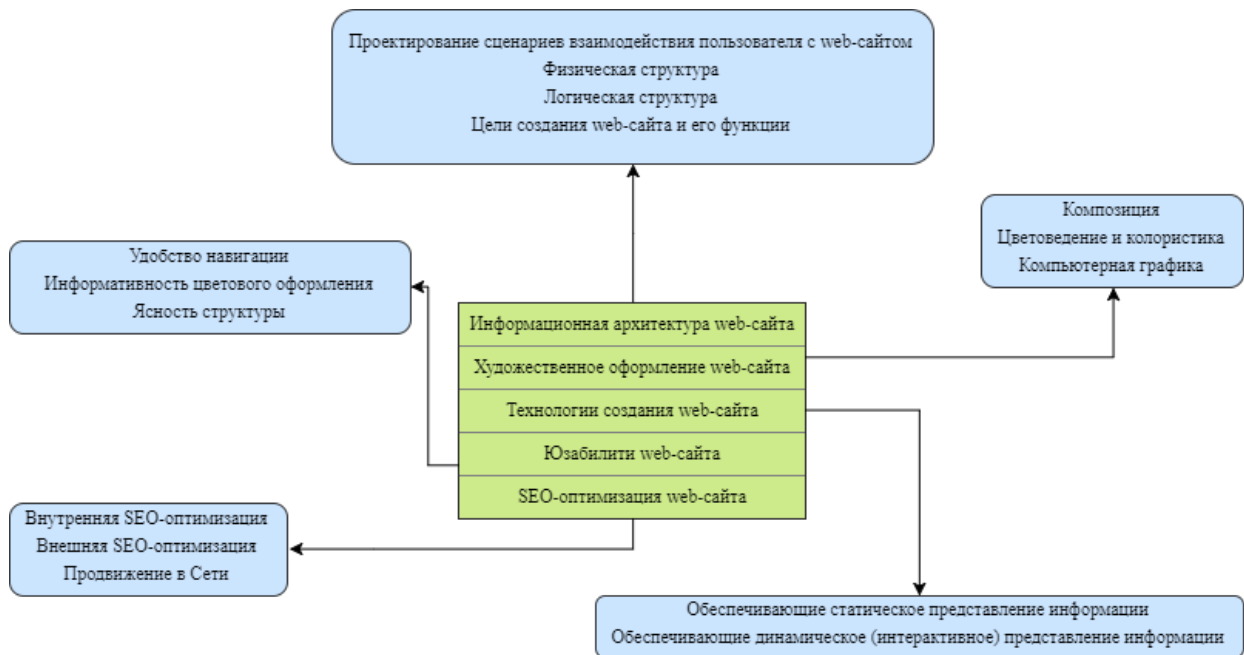 Проектирование сценариев взаимодействия пользователя с web-сайтом
Физическая структура
Логическая структура
Цели создания web-сайта и его функции
Композиция
Цветоведение и колористика
Компьютерная графика
Удобство навигации
Информативность цветового оформления
Ясность структуры
Информационная архитектура web-сайта
Художественное оформление web-сайта
Технологии создания web-сайта
Юзабилити web-сайта
SEO-оптимизация web-сайта
Внутренняя SEO-оптимизация
Внешняя SEO-оптимизация
Продвижение в Сети
Обеспечивающие статическое представление информации
Обеспечивающие динамическое (интерактивное) представление информации